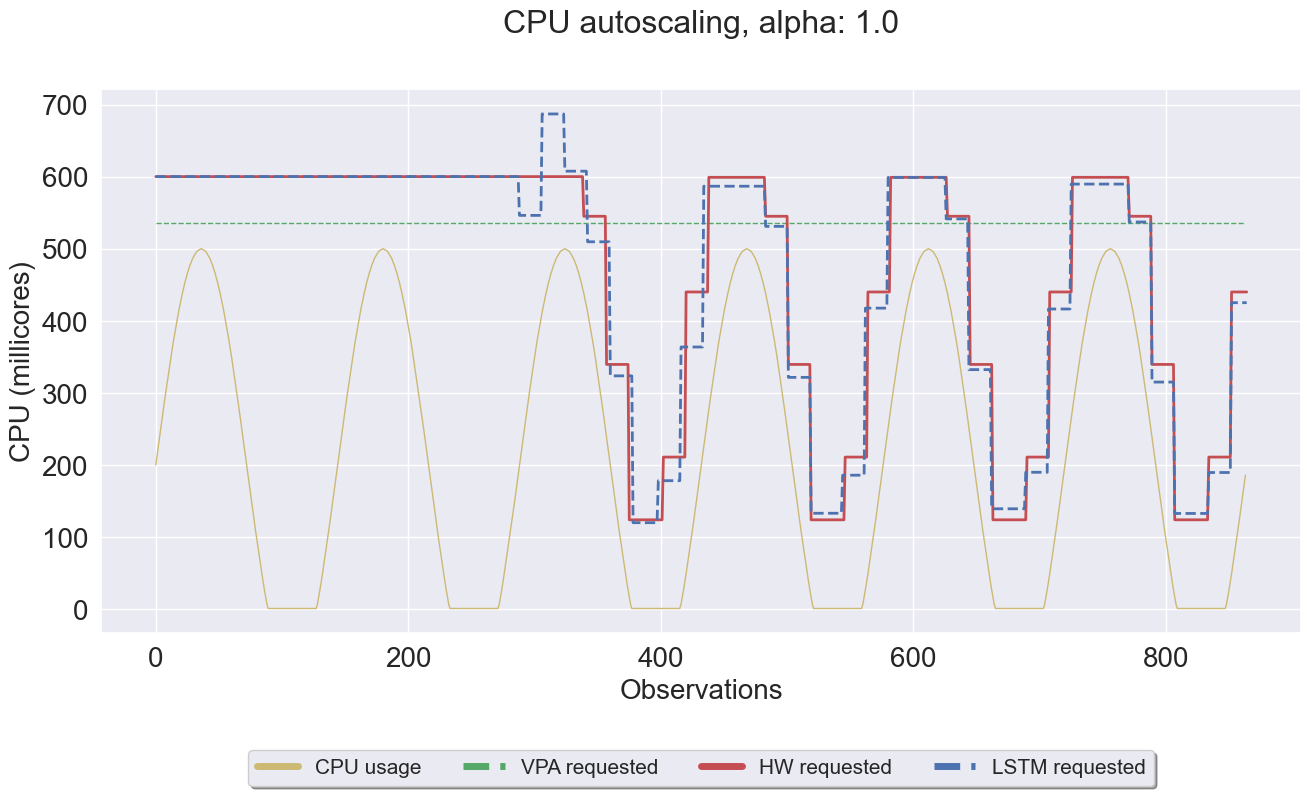 CPU autoscaling, alpha: 1.0
700
600
500
400
300
200
100
0
CPU (millicores)
0 200 400 600 800
Observations
CPU usage VPA requested HW requested LSTM requested